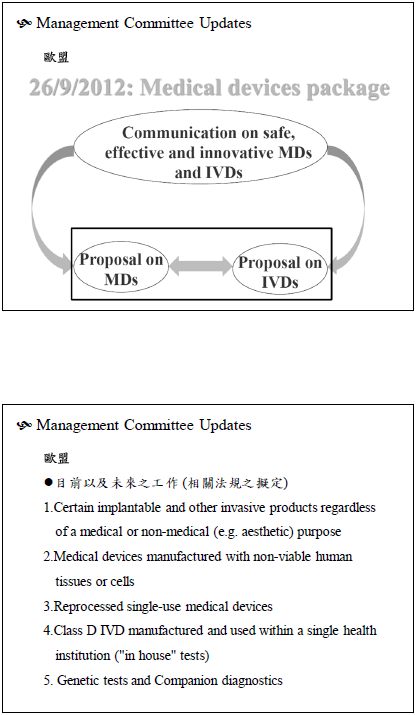 Management Committee Updates
歐盟
26/9/2012: Medical devices package
Communication on safe,
effective and innovative MDs
and IVDs
Proposal on
MDs
Proposal on
IVDs
Management Committee Updates
歐盟
●目前以及未來之工作 (相關法規之擬定)
1.Certain implantable and other invasive products regardless
of a medical or non-medical (e.g. aesthetic) purpose
2.Medical devices manufactured with non-viable human
tissues or cells
3.Reprocessed single-use medical devices
4.Class D IVD manufactured and used within a single health
institution ("in house" tests)
5. Genetic tests and Companion diagnostics